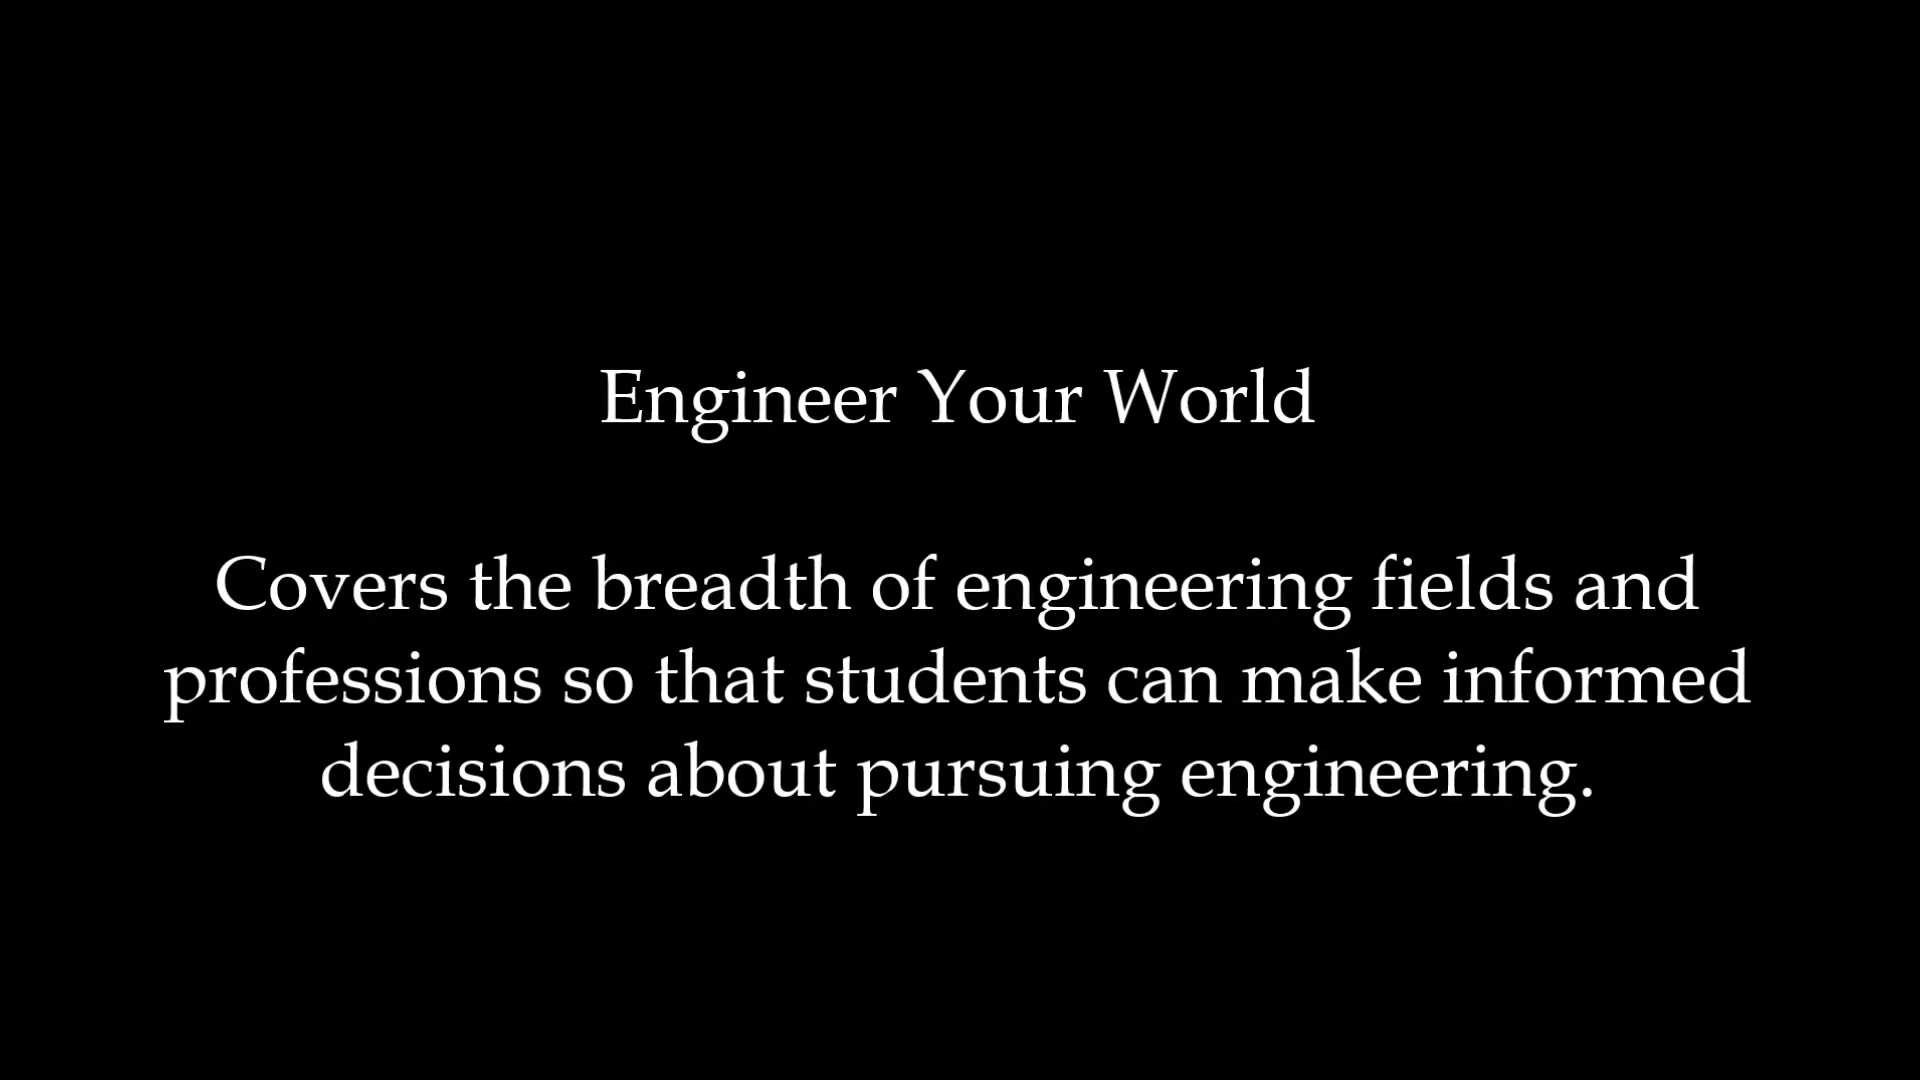 Engineer Your World
Covers the breadth of engineering fields and
professions so that students can make informed
decisions about pursuing engineering.